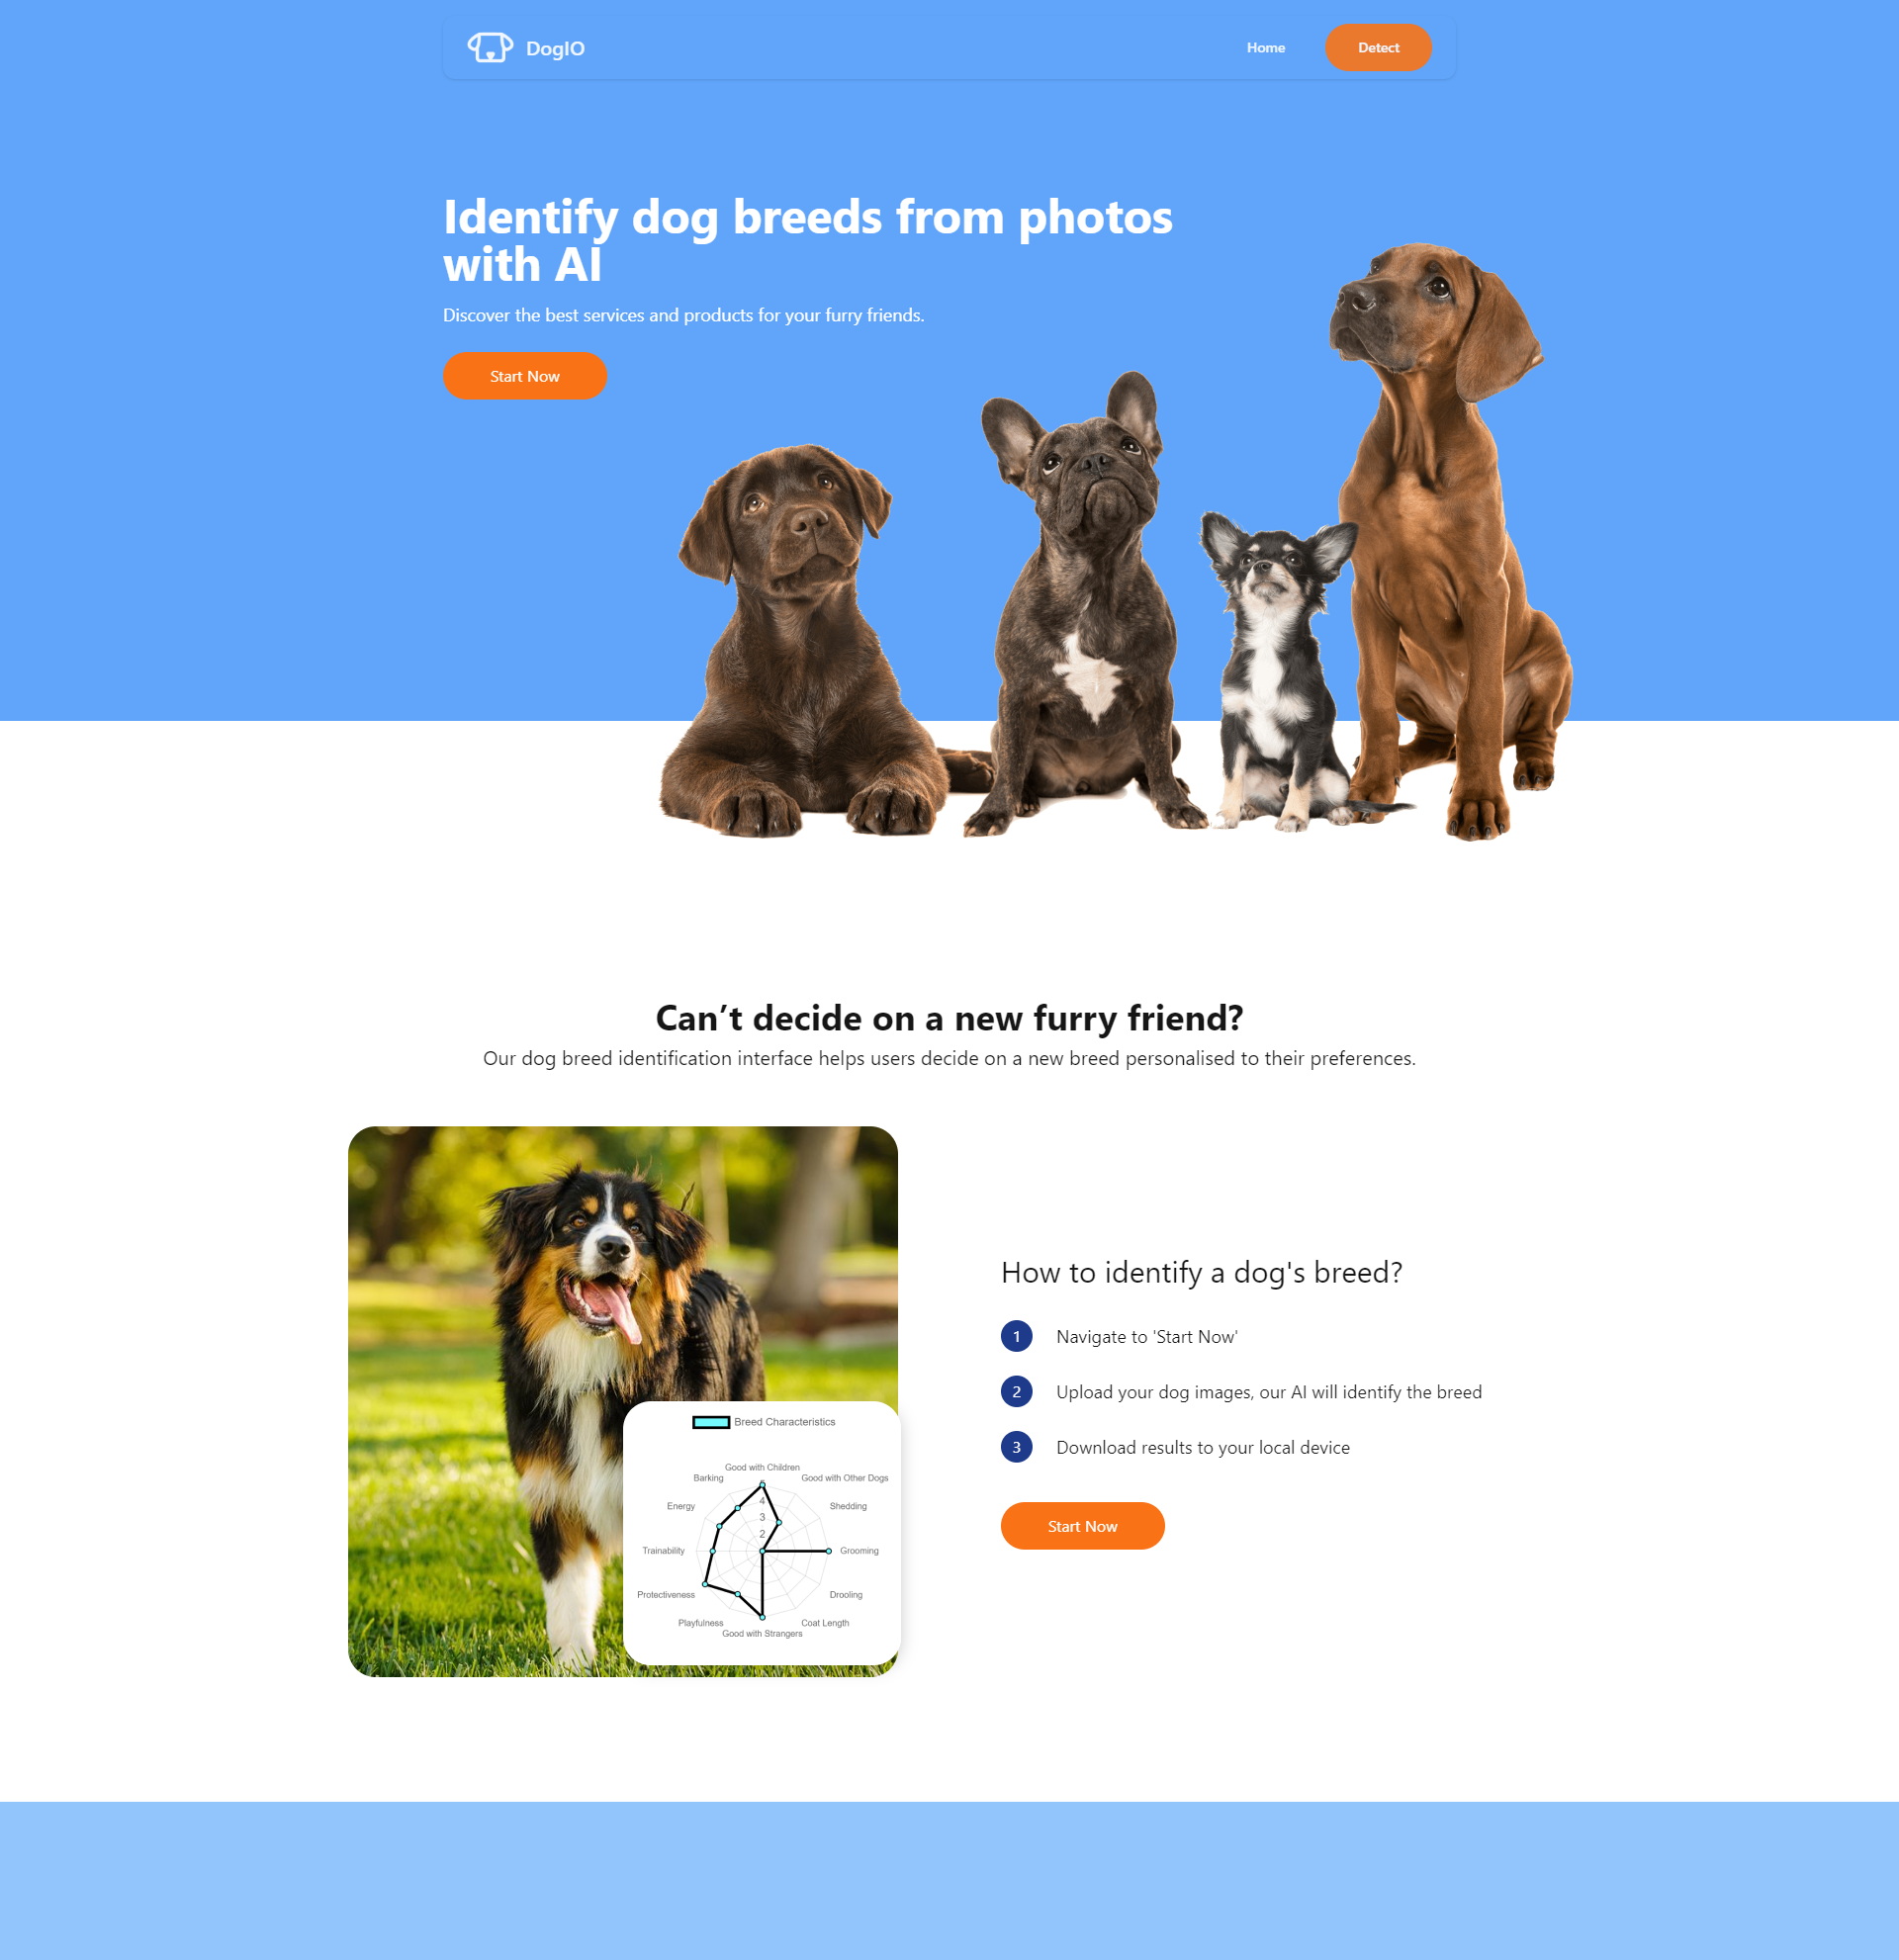 DogIO
Home
Detect
Identify dog breeds from photos
with AI
Discover the best services and products for your furry friends.
Start Now
Can’t decide on a new furry friend?
Our dog breed identification interface helps users decide on a new breed personalised to their preferences.
How to identify a dog's breed?
1 Navigate to 'Start Now'
2 Upload your dog images, our AI will identify the breed
3 Download results to your local device
Start Now
Breed Characteristics
Good with Children
Barking
Good with Other Dogs
Energy
Shedding
4
3
2
Trainability
Grooming
Protectiveness
Drooling
Playfulness
Coat Length
Good with Strangers